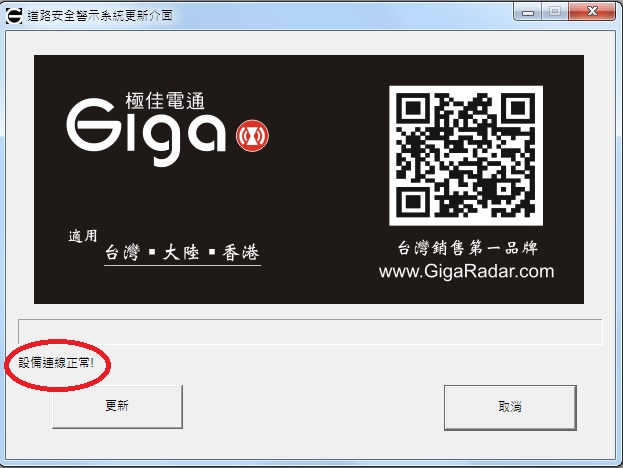 道路安全警示系統更新介面
極佳電通
Giga
適用
台灣▪大陸▪香港
台灣銷售第一品牌
www.GigaRadar.com
設備連線正常!
更新
取消